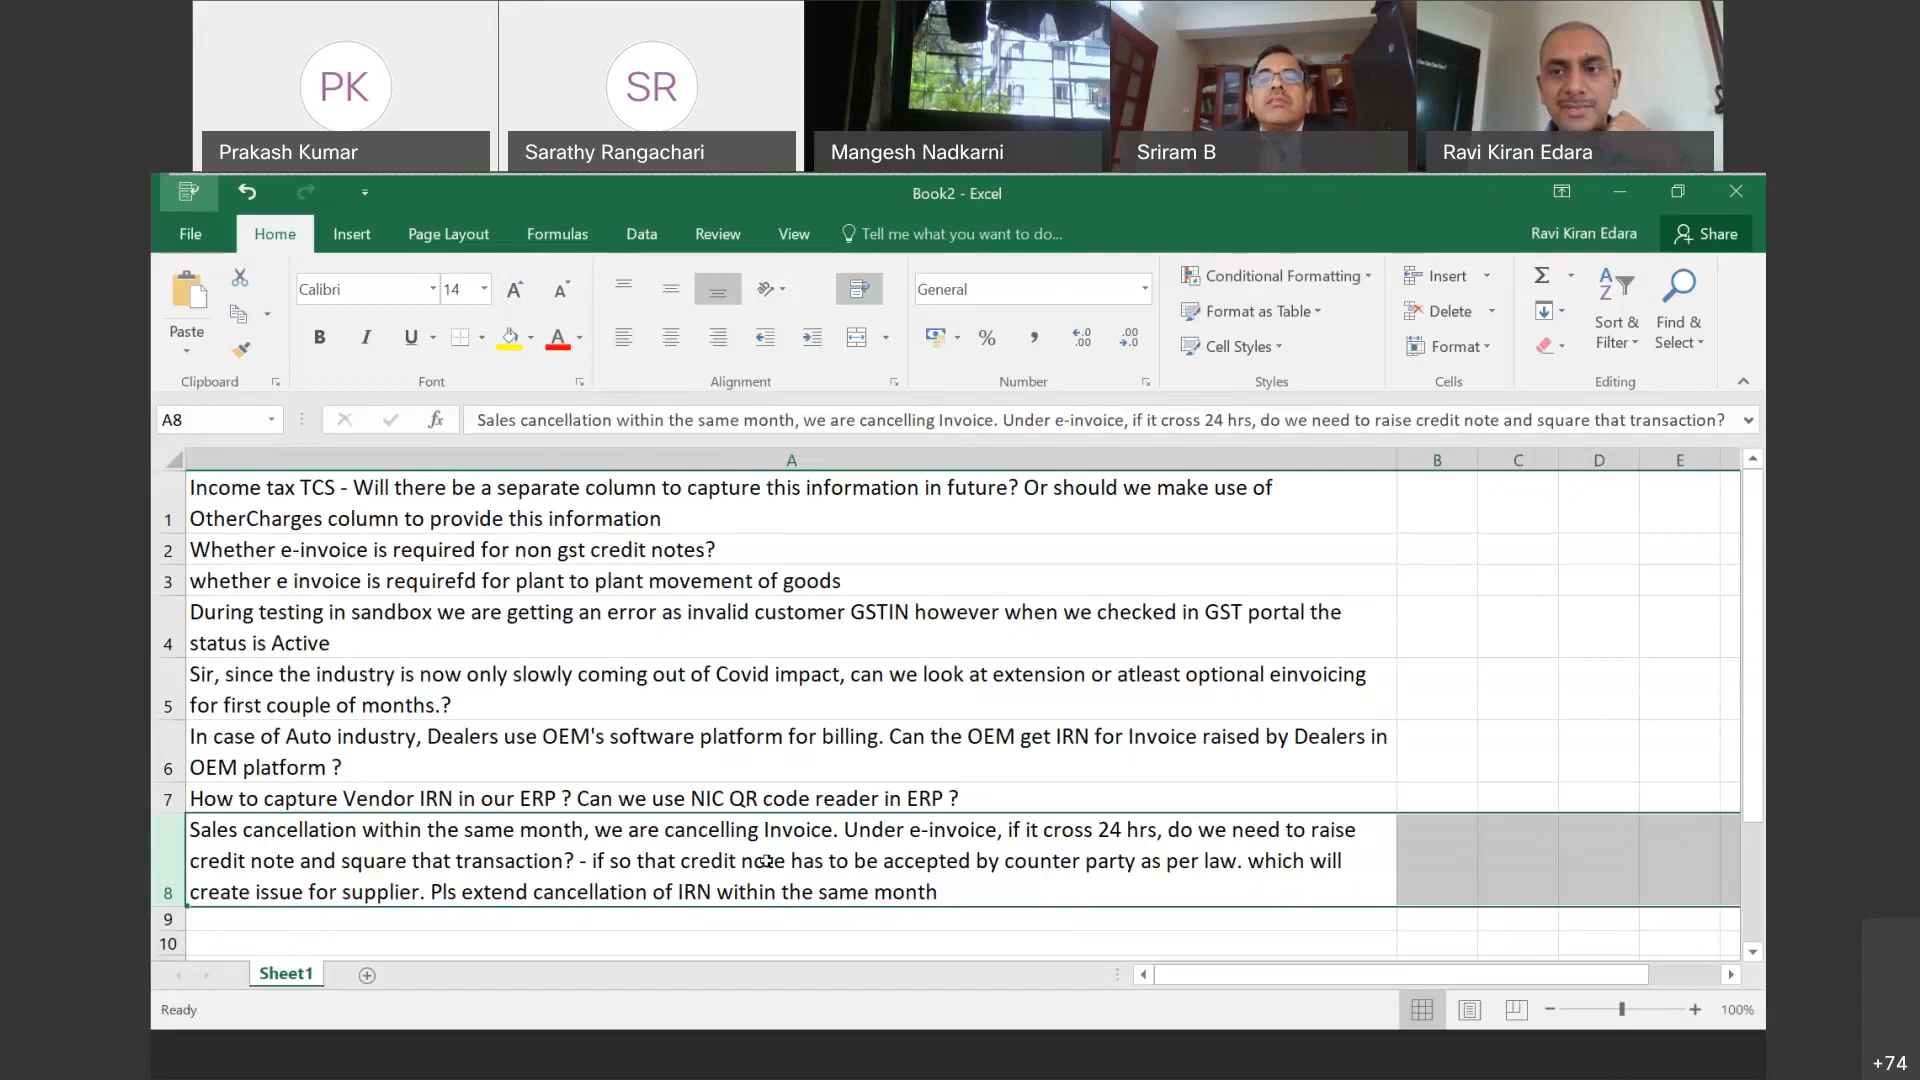 PK
SR
Prakash Kumar
Sarathy Rangachari
Mangesh Nadkarni
Sriram B
Ravi Kiran Edara
Book2 - Excel
File
Home
Insert
Page Layout
Formulas
Data
Review
View
Tell me what you want to do...
Ravi Kiran Edara
Share
Paste
Clipboard
Calibri
14
B I U
Font
Alignment
General
%
Number
Conditional Formatting
Format as Table
Cell Styles
Styles
Insert
Delete
Format
Cells
Sort & Filter
Find & Select
Editing
A8
fx
Sales cancellation within the same month, we are cancelling Invoice. Under e-invoice, if it cross 24 hrs, do we need to raise credit note and square that transaction?
A B C D E
Income tax TCS - Will there be a separate column to capture this information in future? Or should we make use of
1 OtherCharges column to provide this information
2 Whether e-invoice is required for non gst credit notes?
3 whether e invoice is requirefd for plant to plant movement of goods
During testing in sandbox we are getting an error as invalid customer GSTIN however when we checked in GST portal the
4 status is Active
Sir, since the industry is now only slowly coming out of Covid impact, can we look at extension or atleast optional einvoicing
5 for first couple of months.?
In case of Auto industry, Dealers use OEM's software platform for billing. Can the OEM get IRN for Invoice raised by Dealers in
6 OEM platform ?
7 How to capture Vendor IRN in our ERP ? Can we use NIC QR code reader in ERP ?
Sales cancellation within the same month, we are cancelling Invoice. Under e-invoice, if it cross 24 hrs, do we need to raise
credit note and square that transaction? - if so that credit note has to be accepted by counter party as per law. which will
8 create issue for supplier. Pls extend cancellation of IRN within the same month
9
10
Sheet1
Ready
100%
+74